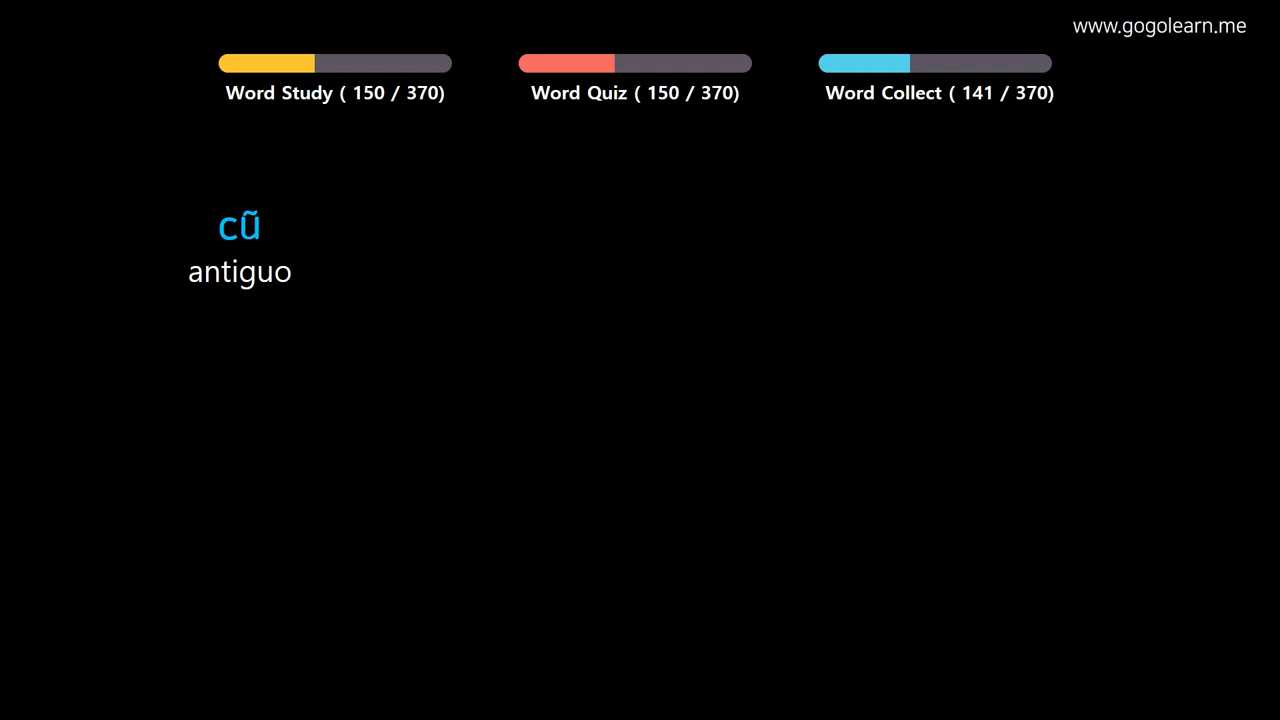 www.gogolearn.me
Word Study ( 150 / 370)
Word Quiz ( 150 / 370)
Word Collect ( 141 / 370)
cũ
antiguo